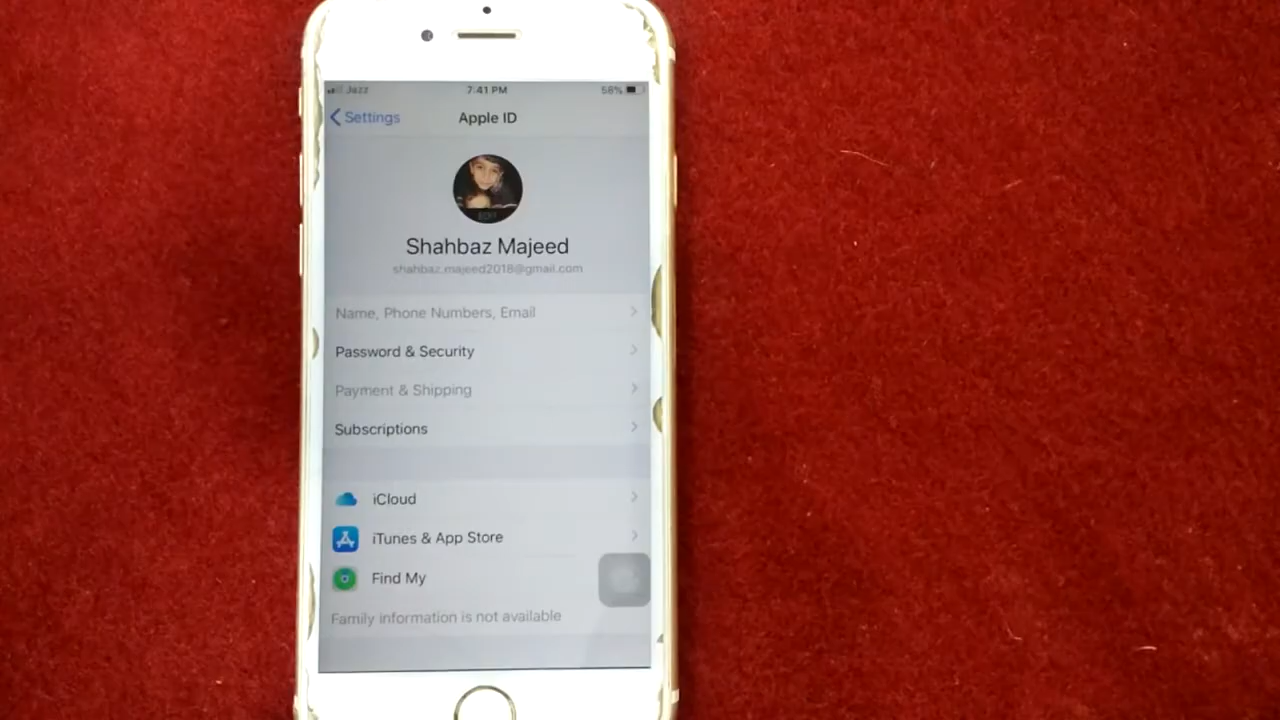 Jazz 7:41 PM 58%
Settings Apple ID
EDIT
Shahbaz Majeed
shahbaz.majeed2018@gmail.com
Name, Phone Numbers, Email
Password & Security
Payment & Shipping
Subscriptions
iCloud
iTunes & App Store
Find My
Family information is not available